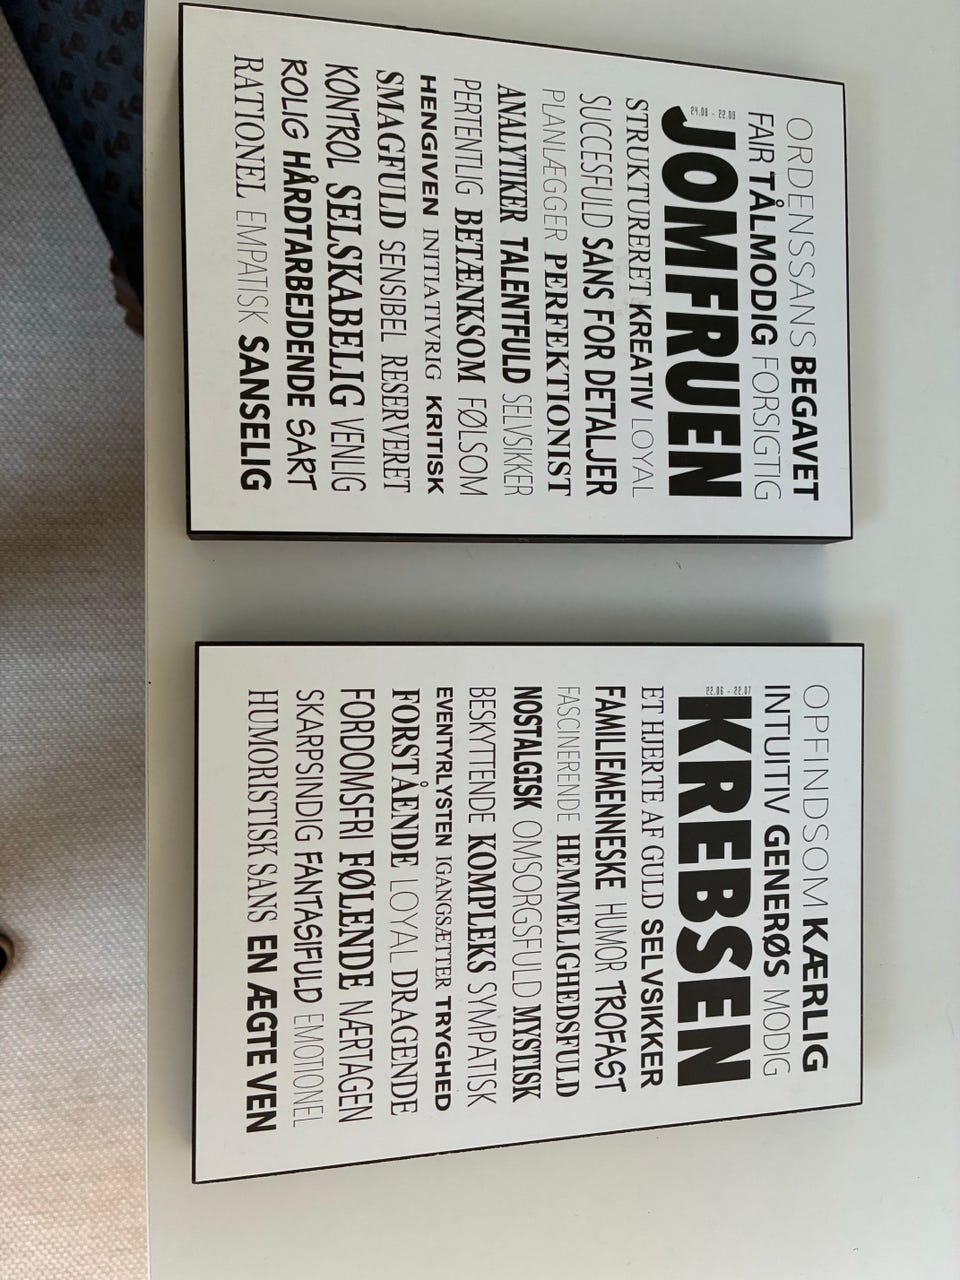 ORDENSSANS BEGAVET
FAIR TÅLMODIG FORSIGTIG
24.08 - 22.09
JOMFRUEN
STRUKTURERET KREATIV LOYAL
SUCCESFULD SANS FOR DETALJER
PLANLÆGGER PERFEKTIONIST
ANALYTIKER TALENTFULD SELVSIKKER
PERTENTLIG BETÆNKSOM FØLSOM
HENGIVEN INITIATIVRIG KRITISK
SMAGFULD SENSIBEL RESERVERET
KONTROL SELSKABELIG VENLIG
ROLIG HÅRDTARBEJDENDE SART
RATIONEL EMPATISK SANSELIG
OPFINDSOM KÆRLIG
INTUITIV GENERØS MODIG
22.06 - 22.07
KREBSEN
ET HJERTE AF GULD SELVSIKKER
FAMILIEMENNESKE HUMOR TROFAST
FASCINERENDE HEMMELIGHEDSFULD
NOSTALGISK OMSORGSFULD MYSTISK
BESKYTTENDE KOMPLEKS SYMPATISK
EVENTYRLYSTEN IGANGSÆTTER TRYGHED
FORSTÅENDE LOYAL DRAGENDE
FORDOMSFRI FØLENDE NÆRTAGEN
SKARPSINDIG FANTASIFULD EMOTIONEL
HUMORISTISK SANS EN ÆGTE VEN